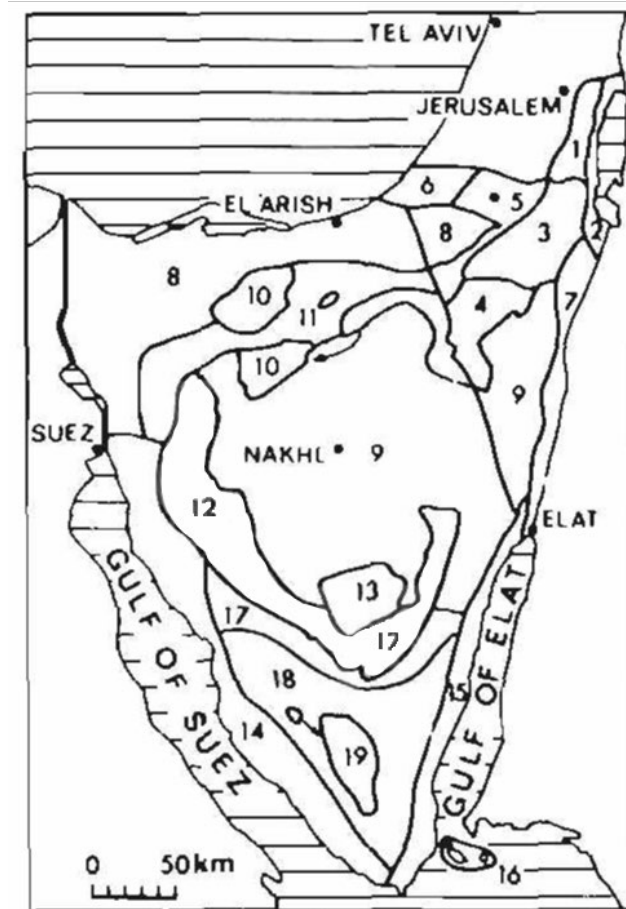 TEL AVIV
JERUSALEM
1
6
5
EL ARISH
8
3
2
8
10
11
4
7
10
9
SUEZ
NAKHL
9
12
ELAT
13
17
17
GULF OF SUEZ
GULF OF ELAT
18
15
14
19
0 50km
16